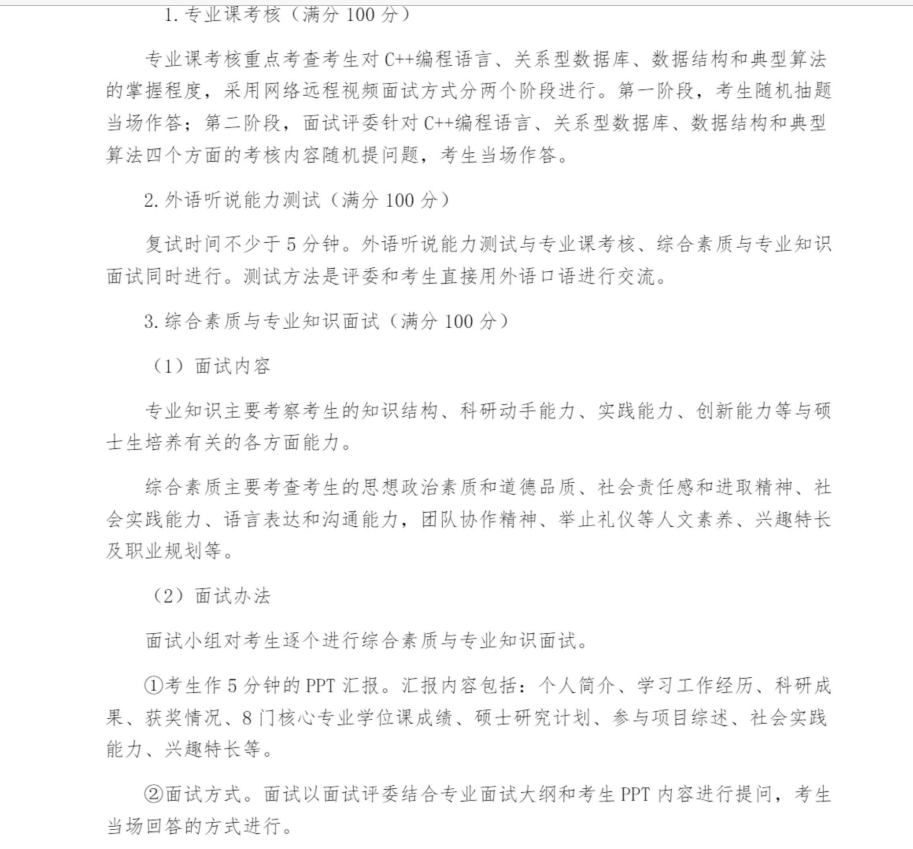 1.专业课考核（满分 100 分）
专业课考核重点考查考生对 C++编程语言、关系型数据库、数据结构和典型算法
的掌握程度，采用网络远程视频面试方式分两个阶段进行。第一阶段，考生随机抽题
当场作答；第二阶段，面试评委针对 C++编程语言、关系型数据库、数据结构和典型
算法四个方面的考核内容随机提问题，考生当场作答。
2.外语听说能力测试（满分 100 分）
复试时间不少于 5 分钟。外语听说能力测试与专业课考核、综合素质与专业知识
面试同时进行。测试方法是评委和考生直接用外语口语进行交流。
3.综合素质与专业知识面试（满分 100 分）
（1）面试内容
专业知识主要考察考生的知识结构、科研动手能力、实践能力、创新能力等与硕
士生培养有关的各方面能力。
综合素质主要考查考生的思想政治素质和道德品质、社会责任感和进取精神、社
会实践能力、语言表达和沟通能力，团队协作精神、举止礼仪等人文素养、兴趣特长
及职业规划等。
（2）面试办法
面试小组对考生逐个进行综合素质与专业知识面试。
①考生作 5 分钟的 PPT 汇报。汇报内容包括：个人简介、学习工作经历、科研成
果、获奖情况、8 门核心专业学位课成绩、硕士研究计划、参与项目综述、社会实践
能力、兴趣特长等。
②面试方式。面试以面试评委结合专业面试大纲和考生 PPT 内容进行提问，考生
当场回答的方式进行。